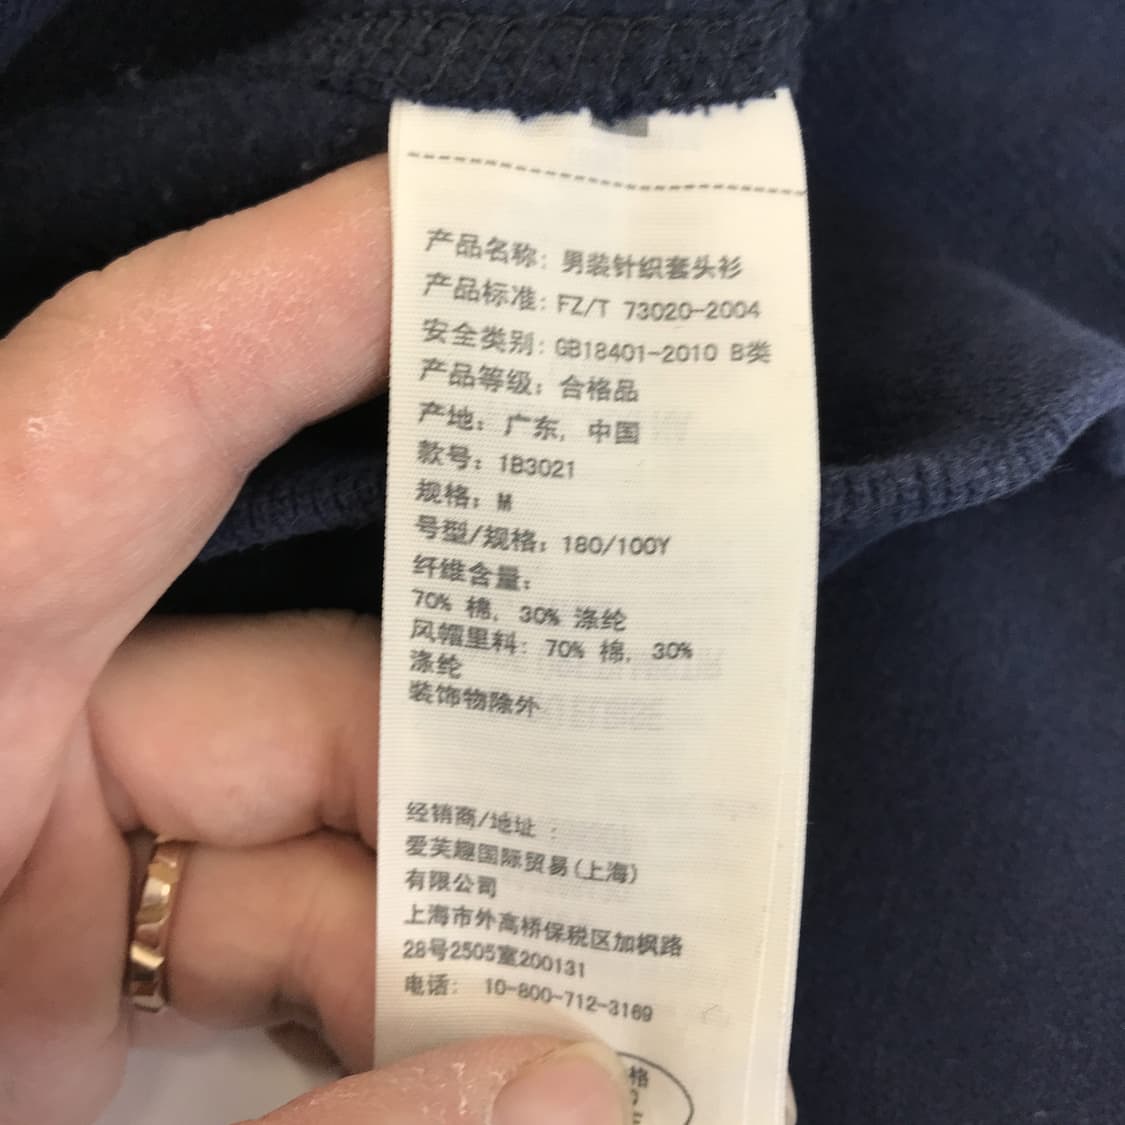 产品名称: 男装针织套头衫
产品标准: FZ/T 73020-2004
安全类别: GB18401-2010 B类
产品等级: 合格品
产地: 广东, 中国
款号: 1B3021
规格: M
号型/规格: 180/100Y
纤维含量:
70% 棉, 30% 涤纶
风帽里料: 70% 棉, 30%
涤纶
装饰物除外
经销商/地址 :
爱芙趣国际贸易(上海)
有限公司
上海市外高桥保税区加枫路
28号2505室200131
电话: 10-800-712-3169
格